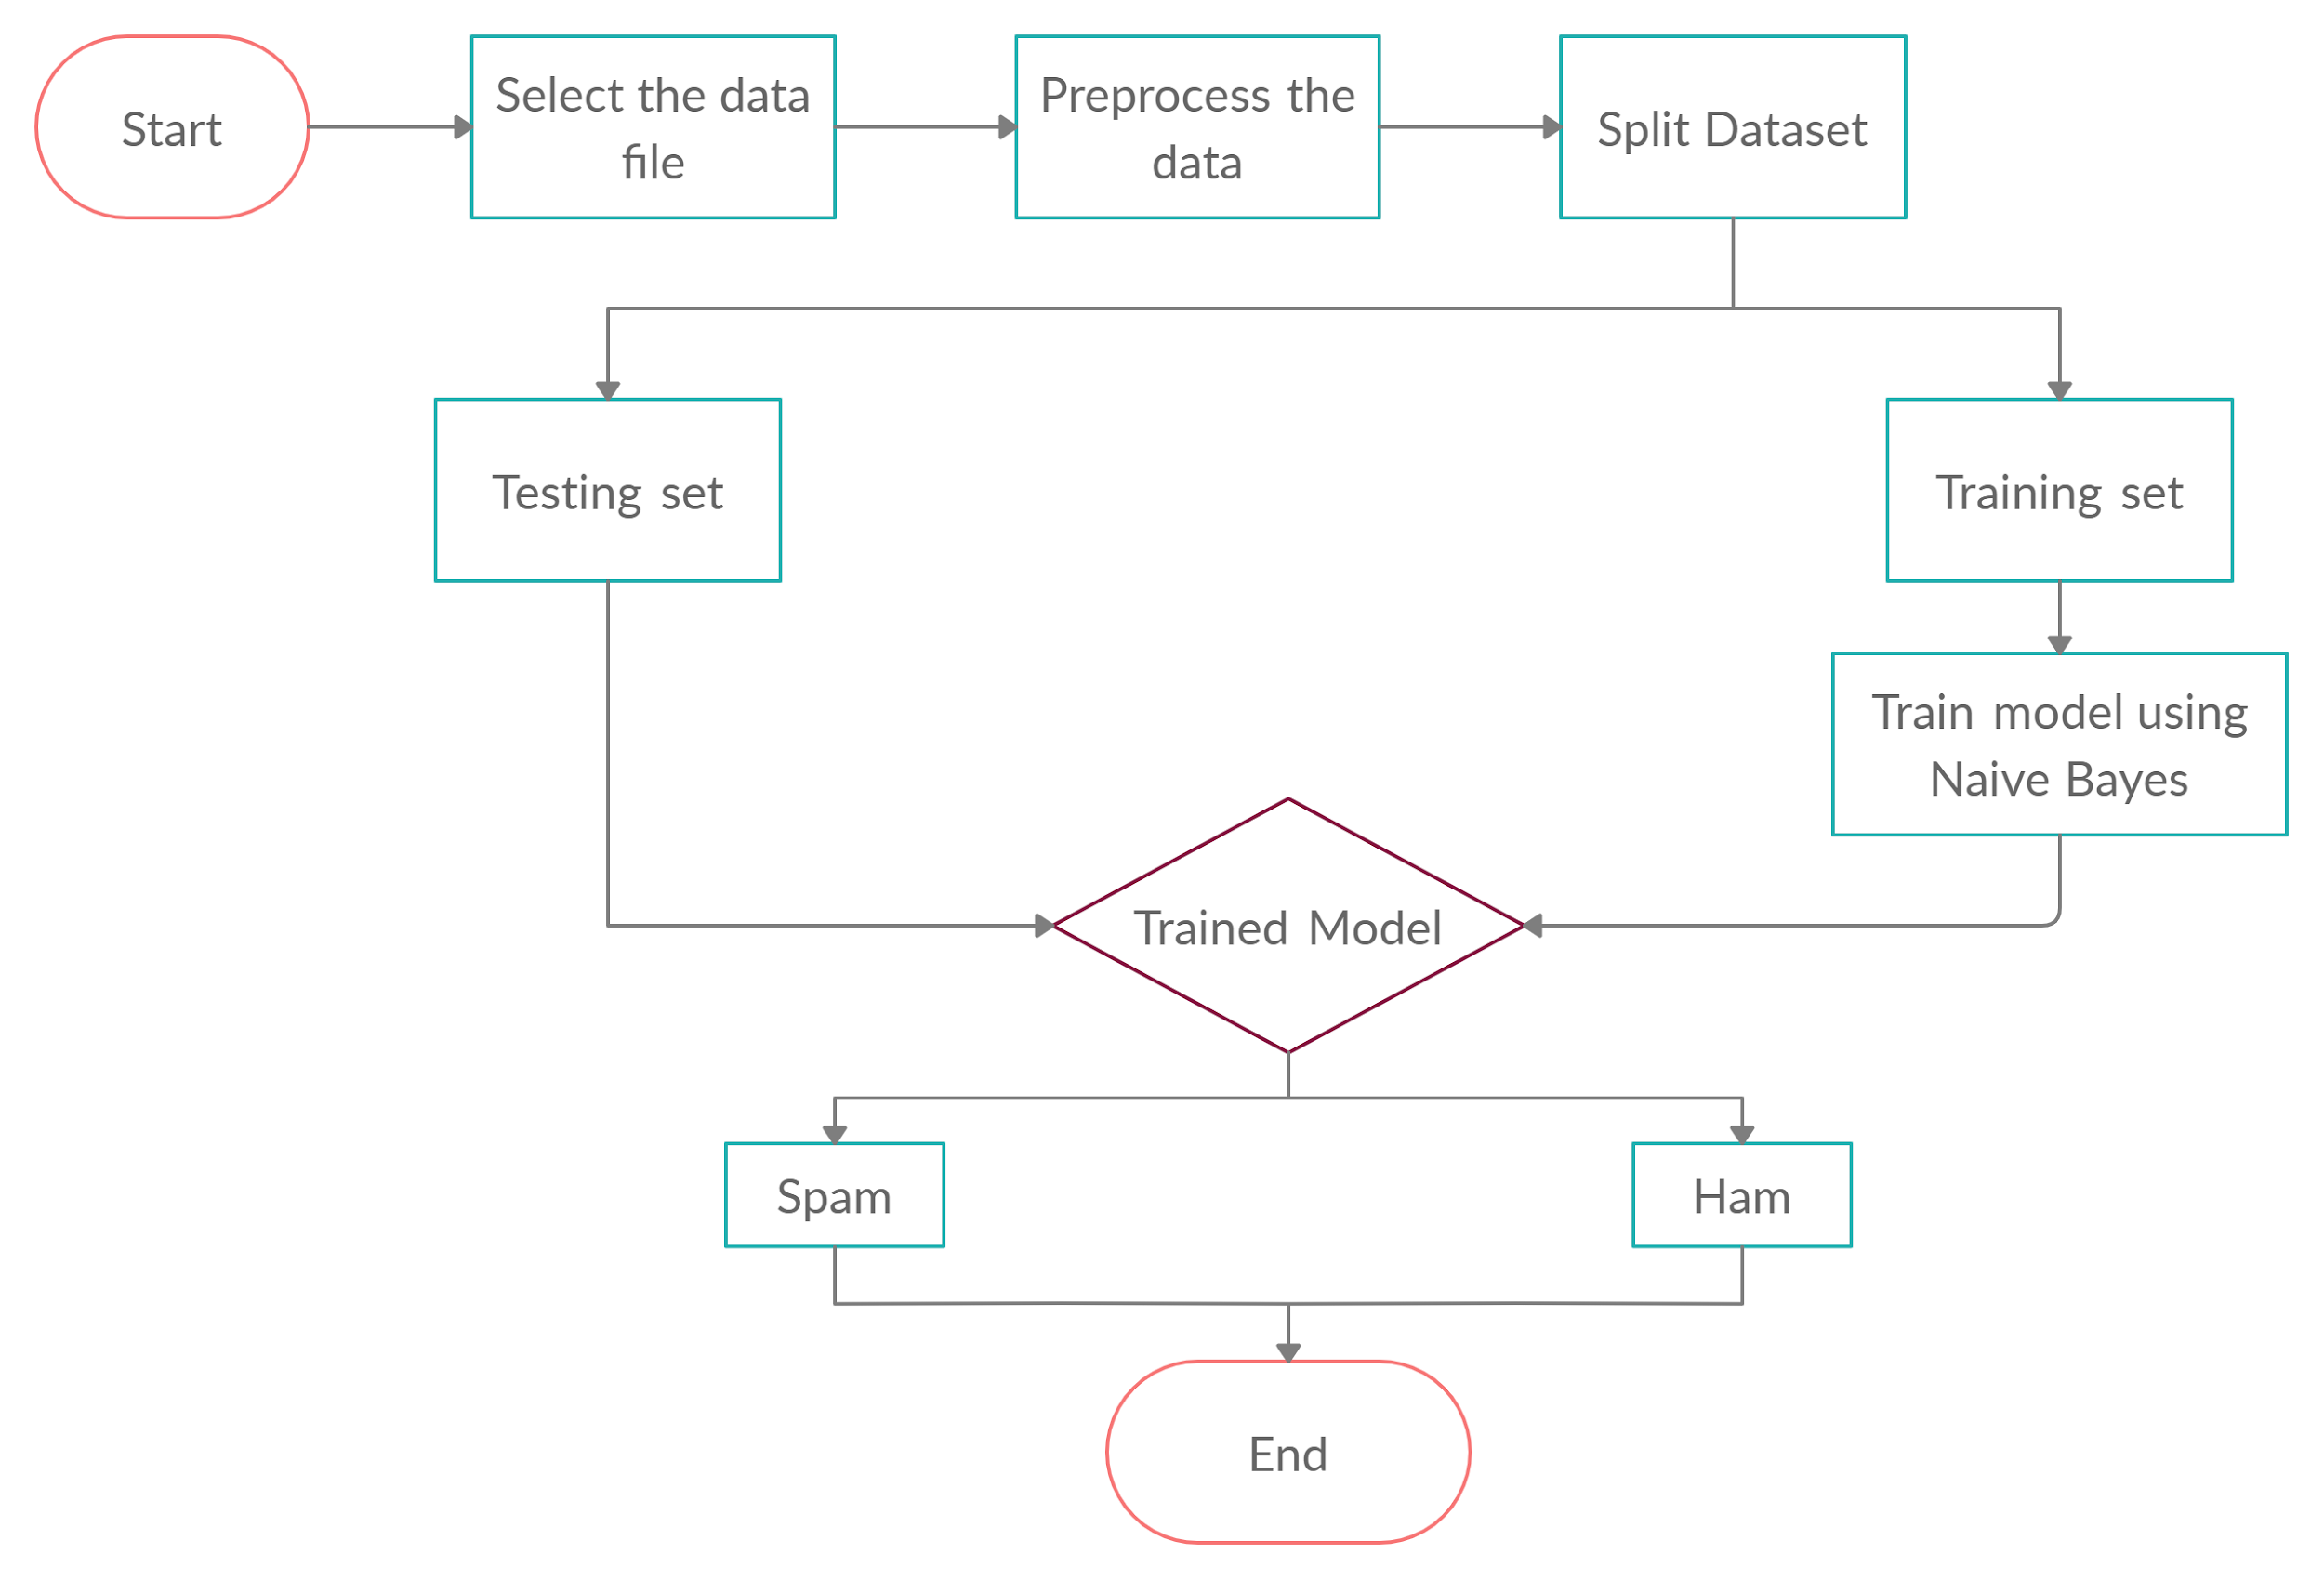 Start
Select the data
file
Preprocess the
data
Split Dataset
Testing set
Training set
Train model using
Naive Bayes
Trained Model
Spam
Ham
End